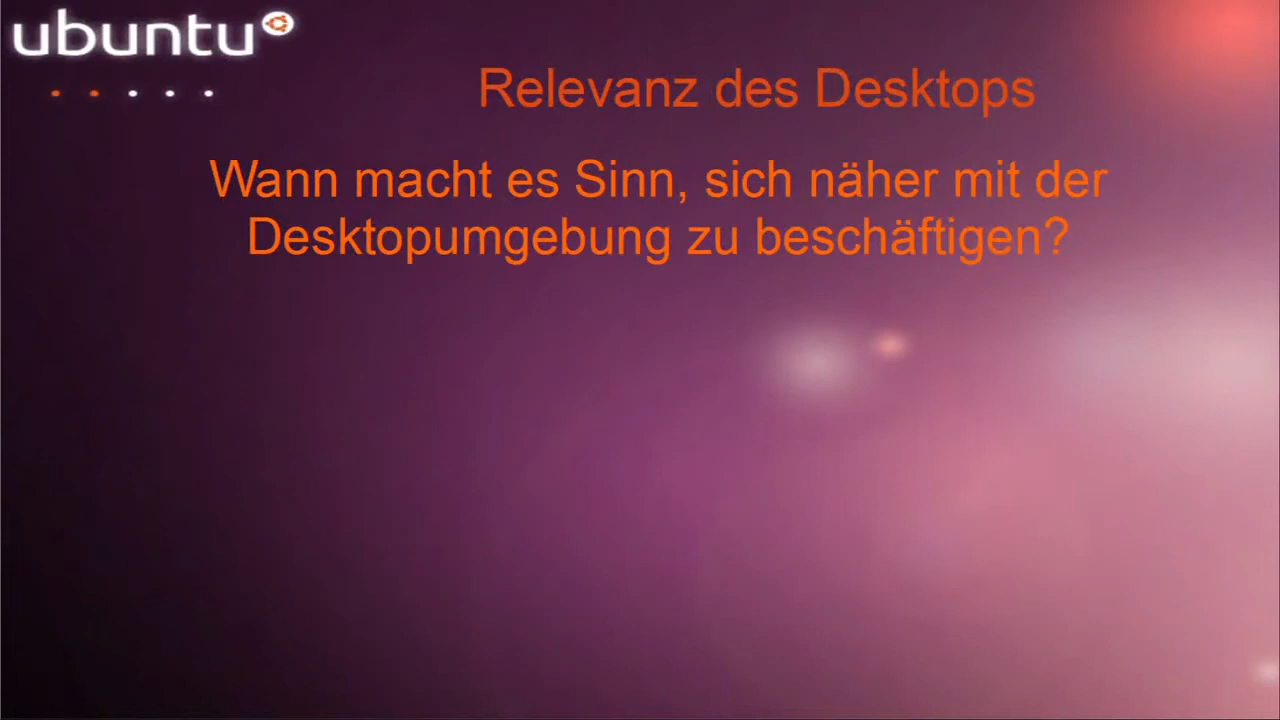 ubuntu
Relevanz des Desktops
Wann macht es Sinn, sich näher mit der
Desktopumgebung zu beschäftigen?